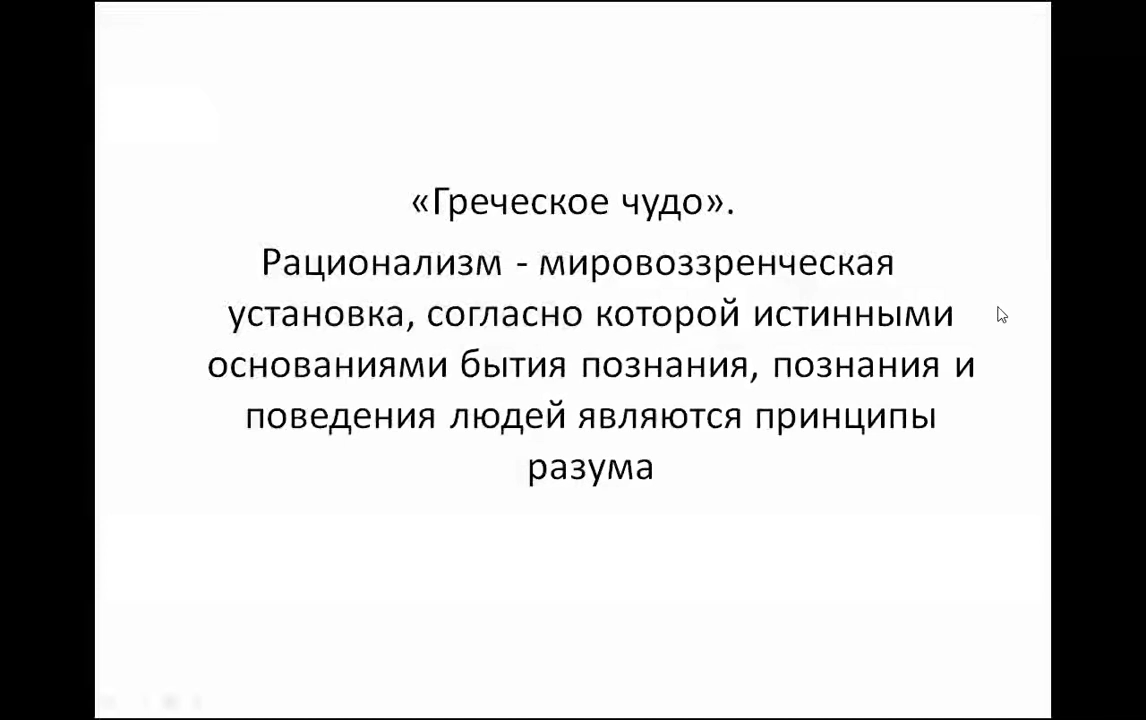 «Греческое чудо».
Рационализм - мировоззренческая
установка, согласно которой истинными
основаниями бытия познания, познания и
поведения людей являются принципы
разума